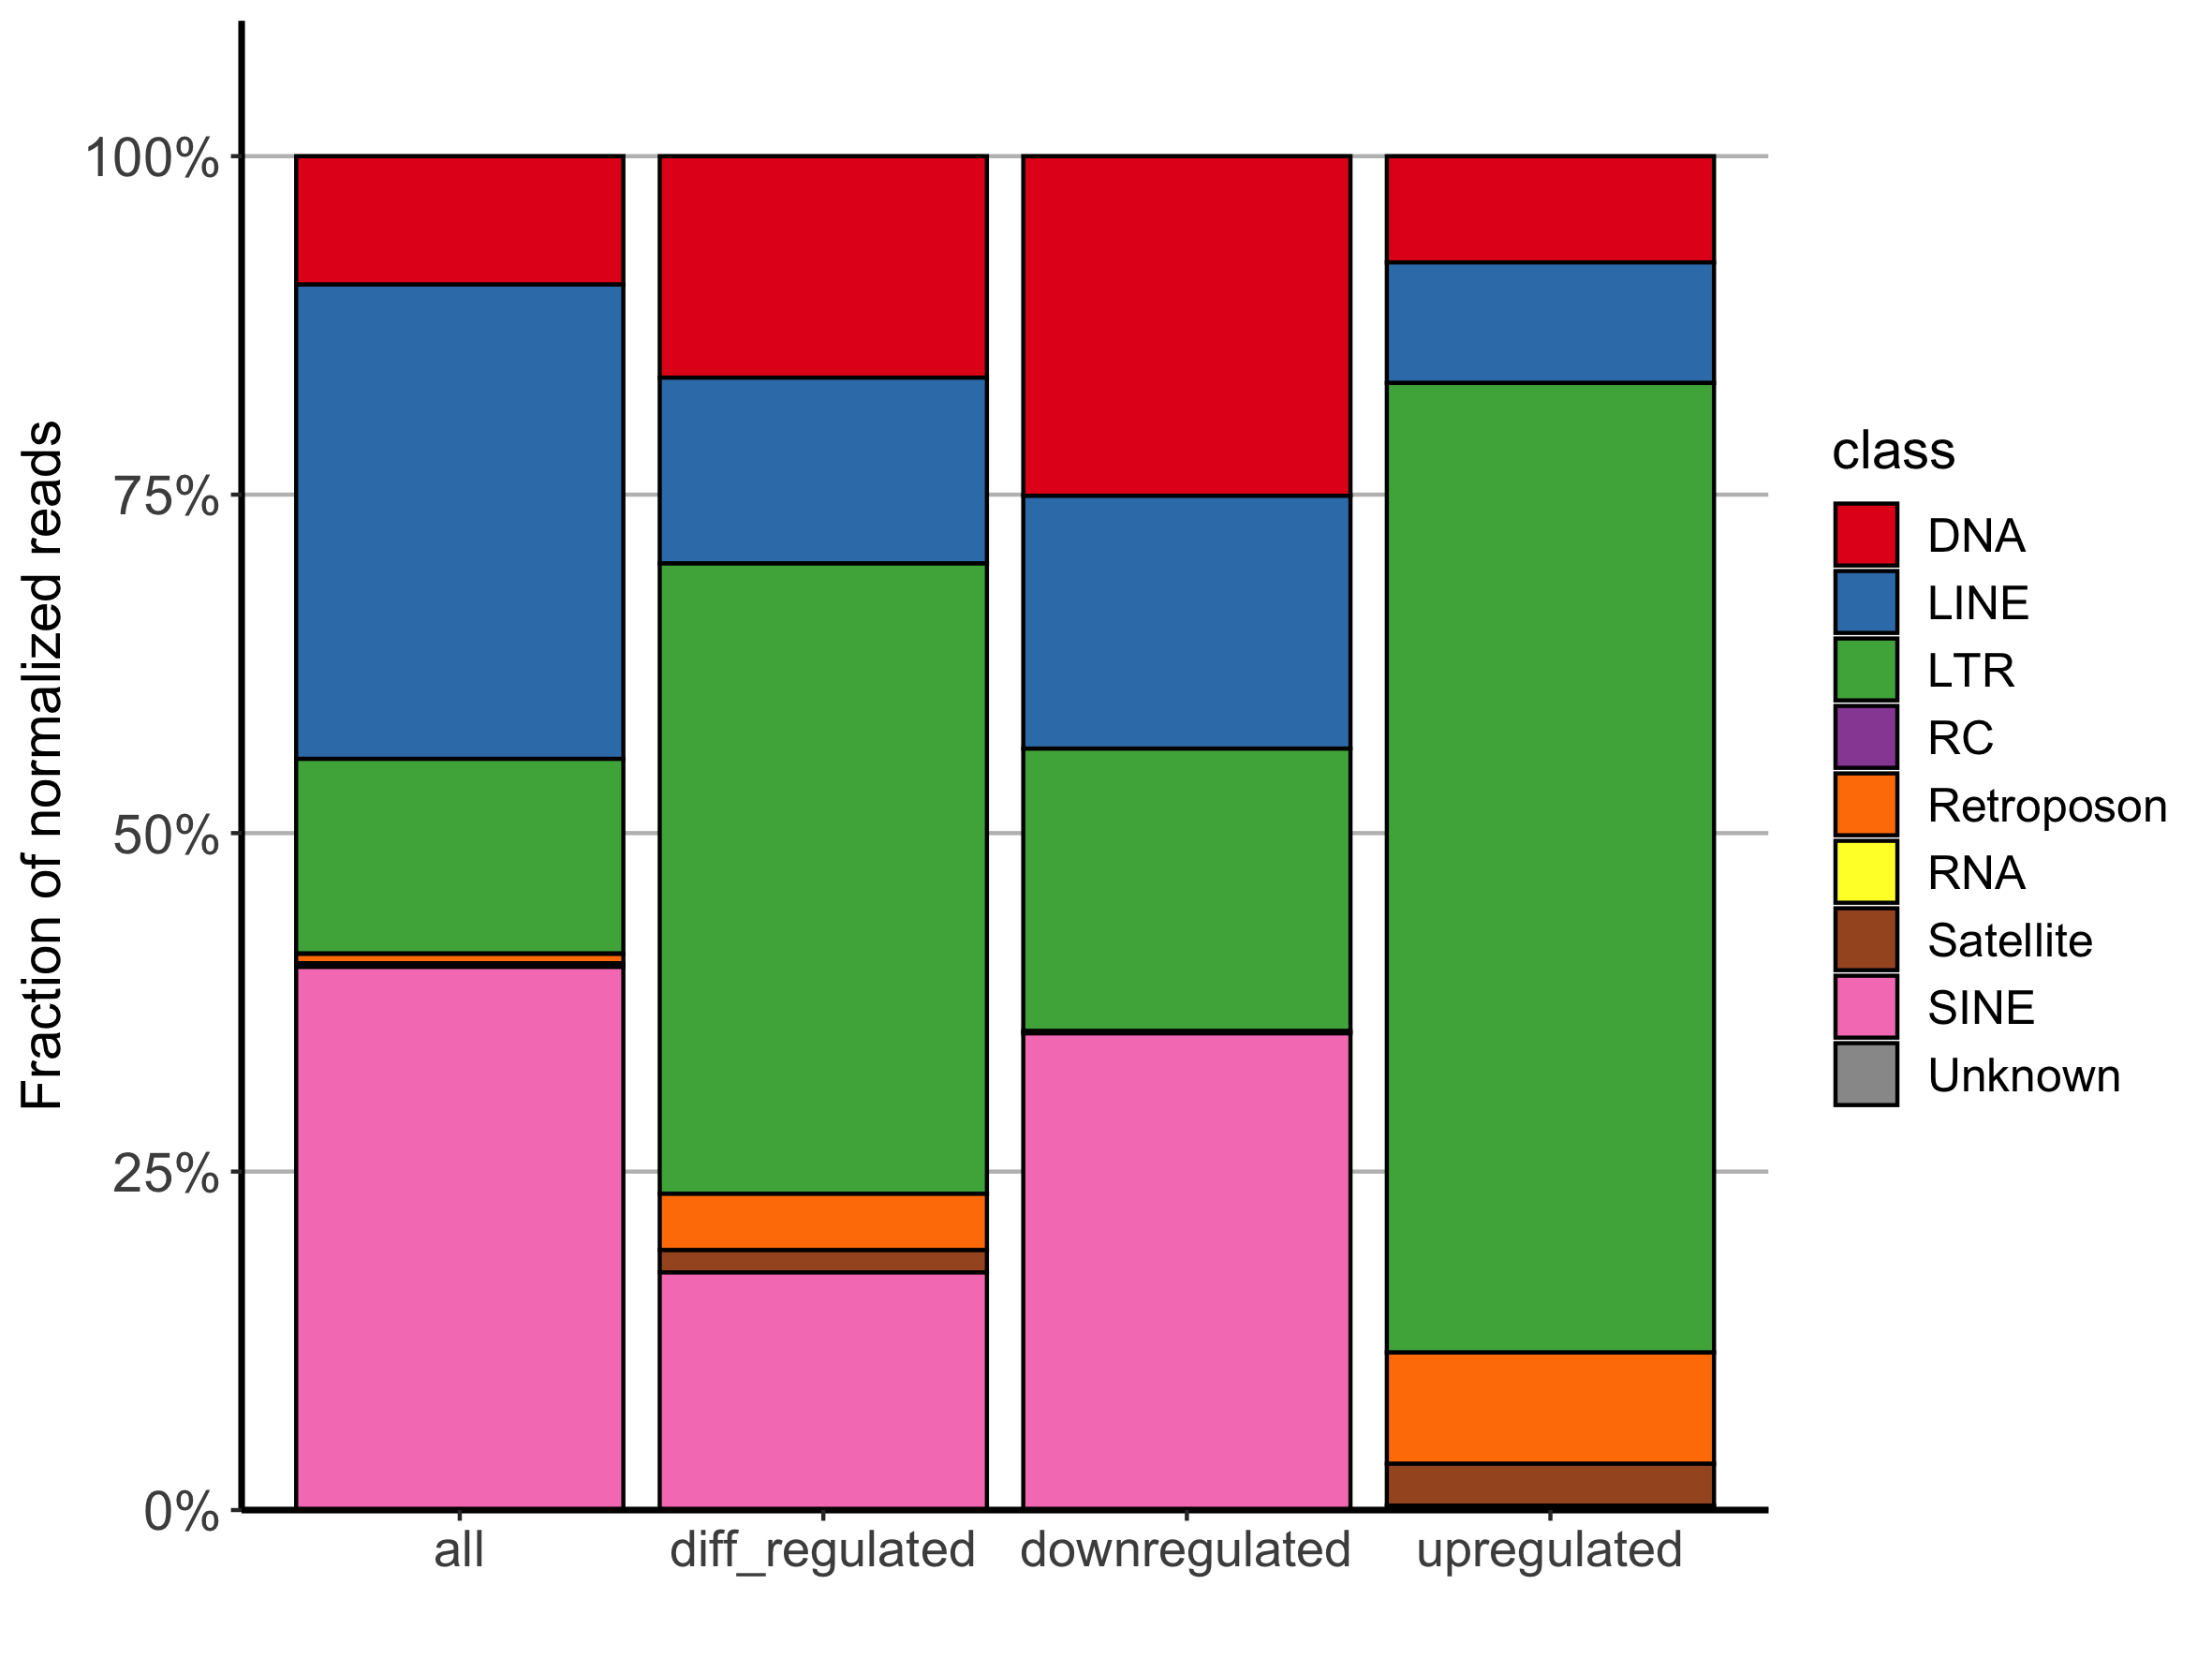 Fraction of normalized reads
100%
75%
50%
25%
0%
all
diff_regulated
downregulated
upregulated
class
DNA
LINE
LTR
RC
Retroposon
RNA
Satellite
SINE
Unknown